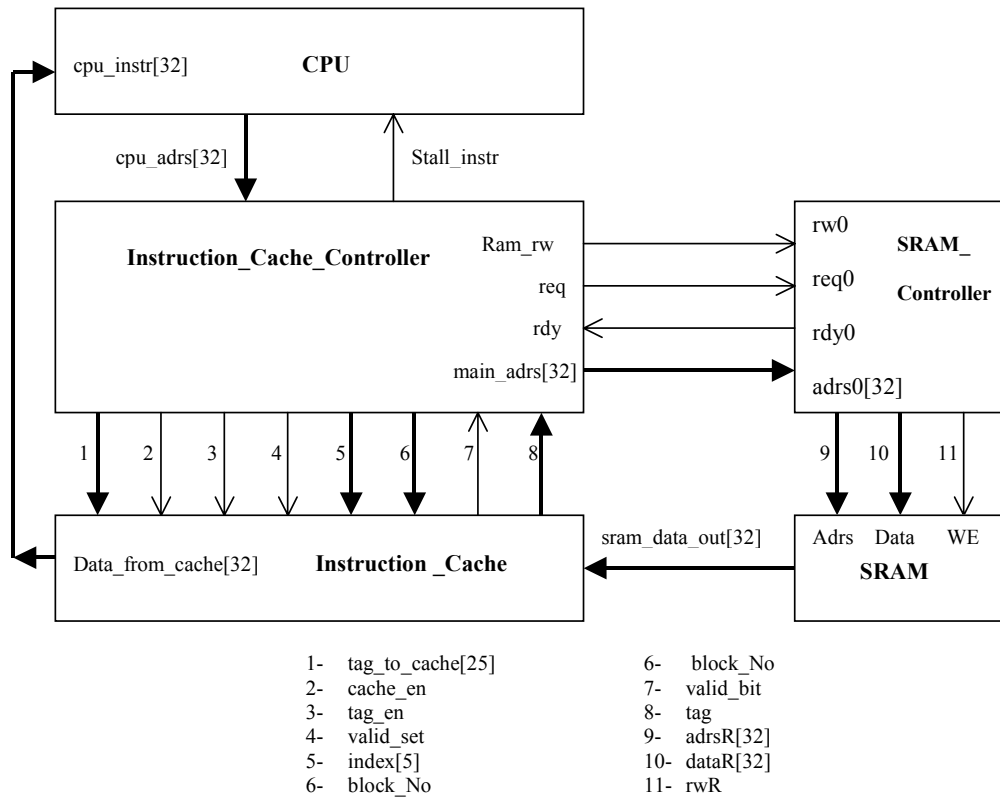 cpu_instr[32]
CPU
cpu_adrs[32]
Stall_instr
Instruction_Cache_Controller
Ram_rw
req
rdy
main_adrs[32]
rw0
req0
rdy0
adrs0[32]
SRAM_
Controller
1
2
3
4
5
6
7
8
9
10
11
Data_from_cache[32]
Instruction _Cache
sram_data_out[32]
Adrs
Data
WE
SRAM
1- tag_to_cache[25]
2- cache_en
3- tag_en
4- valid_set
5- index[5]
6- block_No
6- block_No
7- valid_bit
8- tag
9- adrsR[32]
10- dataR[32]
11- rwR